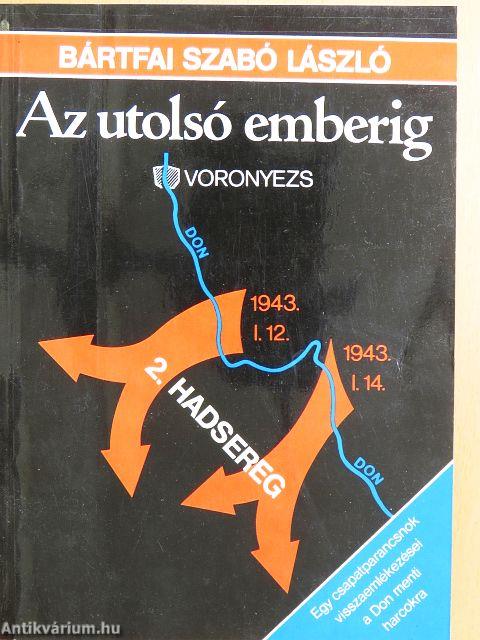 BÁRTFAI SZABÓ LÁSZLÓ
Az utolsó emberig
VORONYEZS
DON
1943.
I.12.
1943.
I.14.
2. HADSEREG
DON
Egy csapatparancsnok
visszaemlékezései
a Don menti
harcokra
Antikvárium.hu